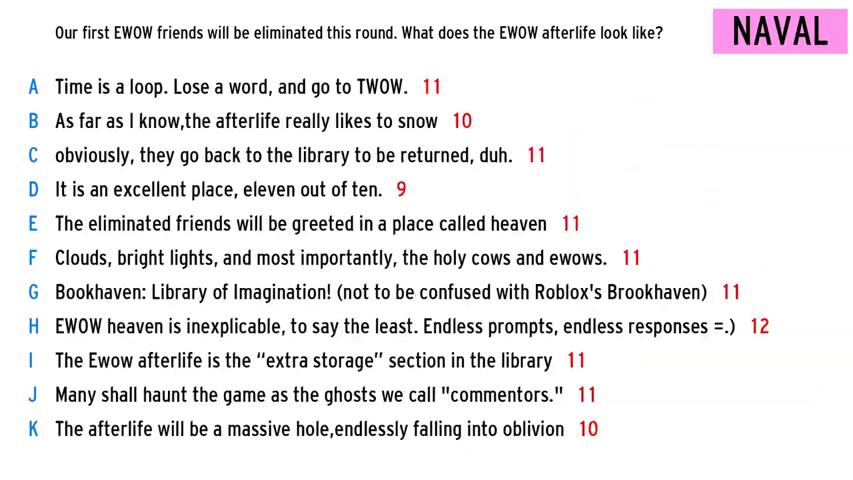 Our first EWOW friends will be eliminated this round. What does the EWOW afterlife look like?
NAVAL
A Time is a loop. Lose a word, and go to TWOW. 11
B As far as I know,the afterlife really likes to snow 10
C obviously, they go back to the library to be returned, duh. 11
D It is an excellent place, eleven out of ten. 9
E The eliminated friends will be greeted in a place called heaven 11
F Clouds, bright lights, and most importantly, the holy cows and ewows. 11
G Bookhaven: Library of Imagination! (not to be confused with Roblox's Brookhaven) 11
H EWOW heaven is inexplicable, to say the least. Endless prompts, endless responses =.) 12
I The Ewow afterlife is the “extra storage” section in the library 11
J Many shall haunt the game as the ghosts we call "commentors." 11
K The afterlife will be a massive hole,endlessly falling into oblivion 10